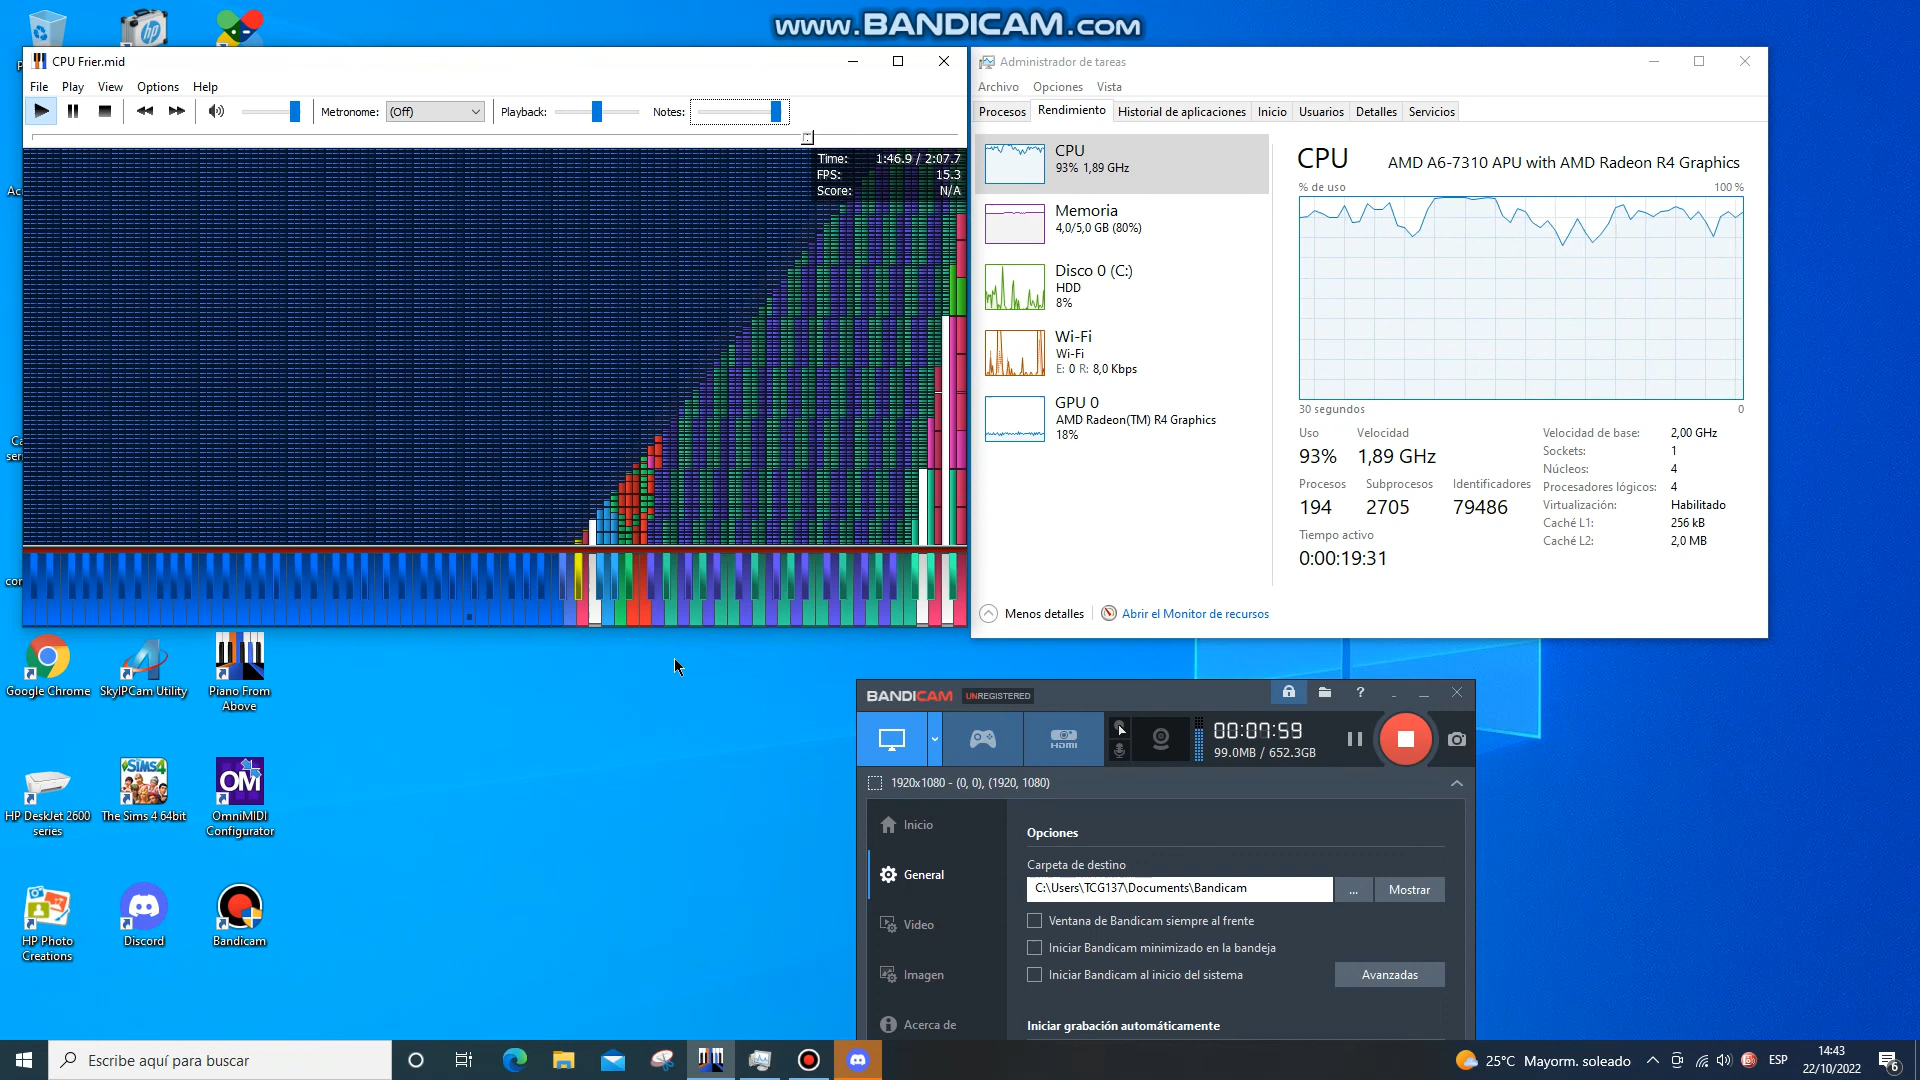 www.BANDICAM.com
CPU Frier.mid
File Play View Options Help
Metronome: (Off) Playback: Notes:
Time: 1:46.9 / 2:07.7
FPS: 15.3
Score: N/A
Administrador de tareas
Archivo Opciones Vista
Procesos Rendimiento Historial de aplicaciones Inicio Usuarios Detalles Servicios
CPU
93% 1,89 GHz
Memoria
4,0/5,0 GB (80%)
Disco 0 (C:)
HDD
8%
Wi-Fi
Wi-Fi
E: 0 R: 8,0 Kbps
GPU 0
AMD Radeon(TM) R4 Graphics
18%
CPU AMD A6-7310 APU with AMD Radeon R4 Graphics
% de uso 100 %
30 segundos 0
Uso Velocidad
93% 1,89 GHz
Procesos Subprocesos Identificadores
194 2705 79486
Tiempo activo
0:00:19:31
Velocidad de base: 2,00 GHz
Sockets: 1
Núcleos: 4
Procesadores lógicos: 4
Virtualización: Habilitado
Caché L1: 256 kB
Caché L2: 2,0 MB
Menos detalles Abrir el Monitor de recursos
Google Chrome
SkyIPCam Utility
Piano From
Above
HP DeskJet 2600
series
The Sims 4 64bit
OmniMIDI
Configurator
HP Photo
Creations
Discord
Bandicam
BANDICAM UNREGISTERED
HDMI
00:00:59
99.0MB / 652.3GB
1920x1080 - (0, 0), (1920, 1080)
Inicio
General
Video
Imagen
Acerca de
Opciones
Carpeta de destino
C:\Users\TCG137\Documents\Bandicam ... Mostrar
Ventana de Bandicam siempre al frente
Iniciar Bandicam minimizado en la bandeja
Iniciar Bandicam al inicio del sistema Avanzadas
Iniciar grabación automáticamente
Escribe aquí para buscar
25°C Mayorm. soleado
ESP
14:43
22/10/2022
6